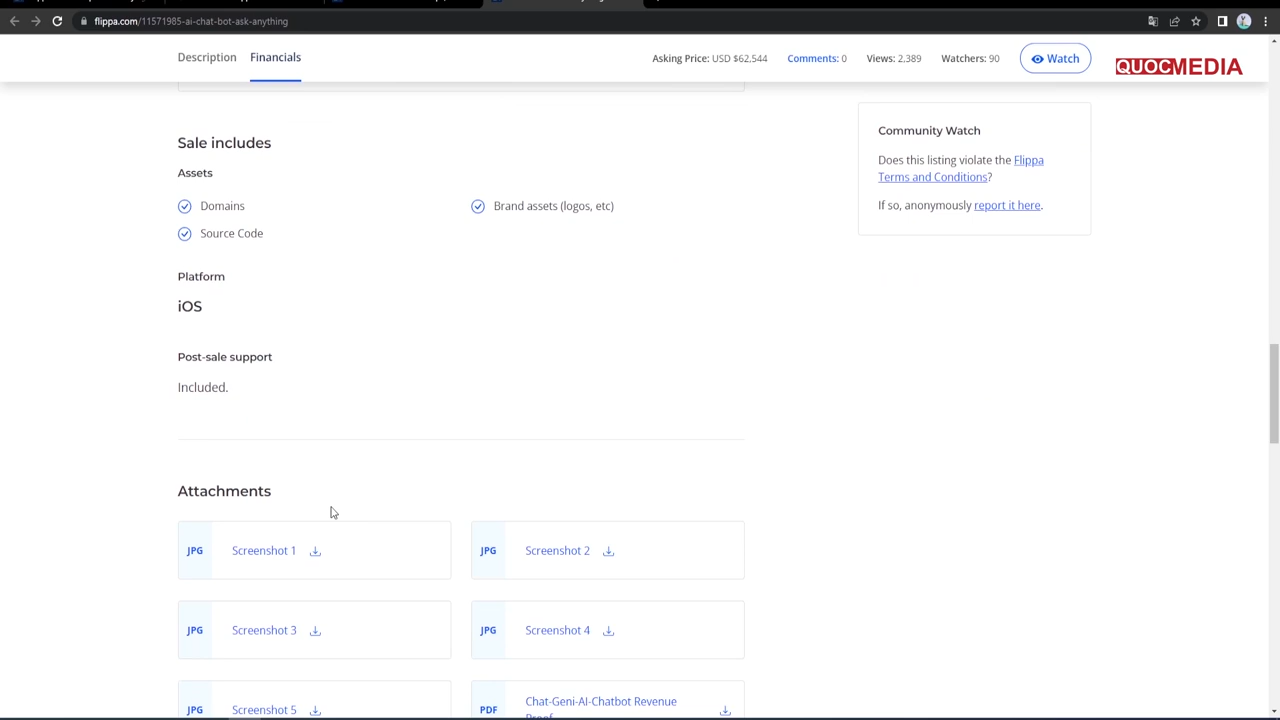 flippa.com/11571985-ai-chat-bot-ask-anything
Description Financials Asking Price: USD $62,544 Comments: 0 Views: 2,389 Watchers: 90 Watch
QUOCMEDIA
Sale includes
Assets
Domains Brand assets (logos, etc)
Source Code
Platform
iOS
Post-sale support
Included.
Community Watch
Does this listing violate the Flippa
Terms and Conditions?
If so, anonymously report it here.
Attachments
JPG Screenshot 1 JPG Screenshot 2
JPG Screenshot 3 JPG Screenshot 4
JPG Screenshot 5 PDF Chat-Geni-AI-Chatbot Revenue
Proof